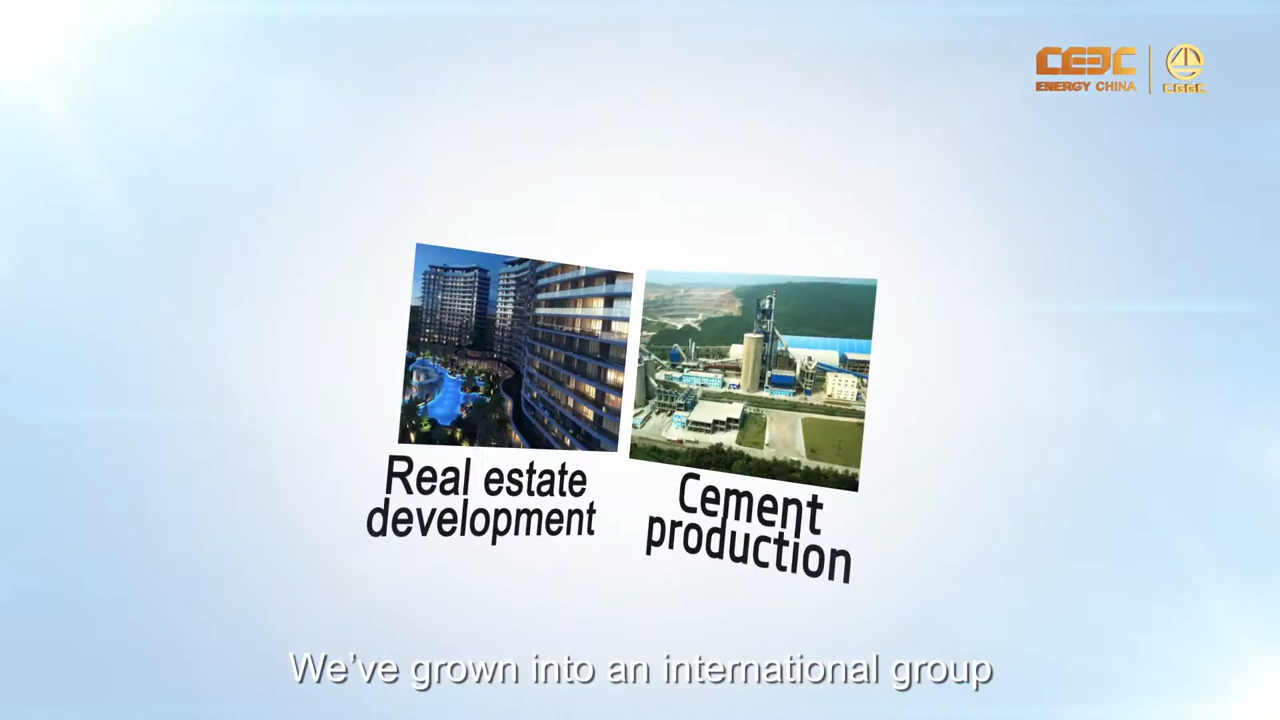 CEEC
ENERGY CHINA
CGGC
Real estate
development
Cement
production
We've grown into an international group